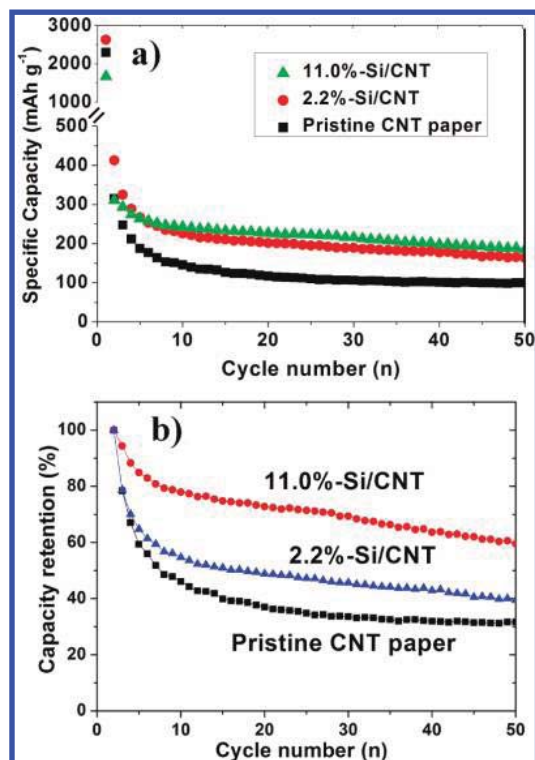 a)
3000
2000
1000
500
400
300
200
100
0
Specific Capacity (mAh g⁻¹)
11.0%-Si/CNT
2.2%-Si/CNT
Pristine CNT paper
0 10 20 30 40 50
Cycle number (n)
b)
100
80
60
40
20
0
Capacity retention (%)
11.0%-Si/CNT
2.2%-Si/CNT
Pristine CNT paper
0 10 20 30 40 50
Cycle number (n)